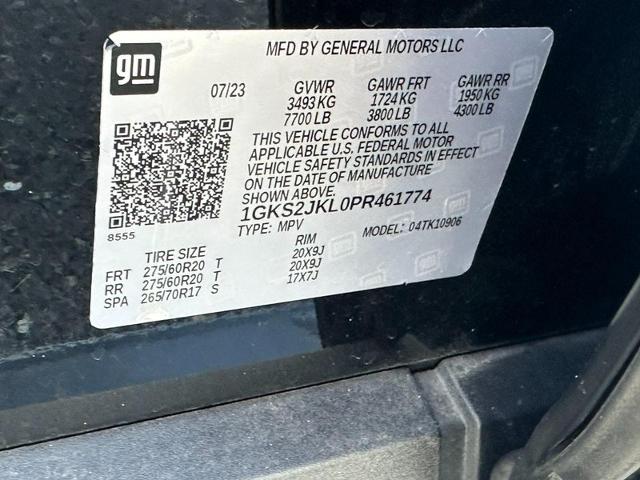 gm
MFD BY GENERAL MOTORS LLC
07/23 GVWR GAWR FRT GAWR RR
3493 KG 1724 KG 1950 KG
7700 LB 3800 LB 4300 LB
THIS VEHICLE CONFORMS TO ALL
APPLICABLE U.S. FEDERAL MOTOR
VEHICLE SAFETY STANDARDS IN EFFECT
ON THE DATE OF MANUFACTURE
SHOWN ABOVE.
1GKS2JKL0PR461774
TYPE: MPV MODEL: 04TK10906
8555
TIRE SIZE RIM
FRT 275/60R20 T 20X9J
RR 275/60R20 T 20X9J
SPA 265/70R17 S 17X7J